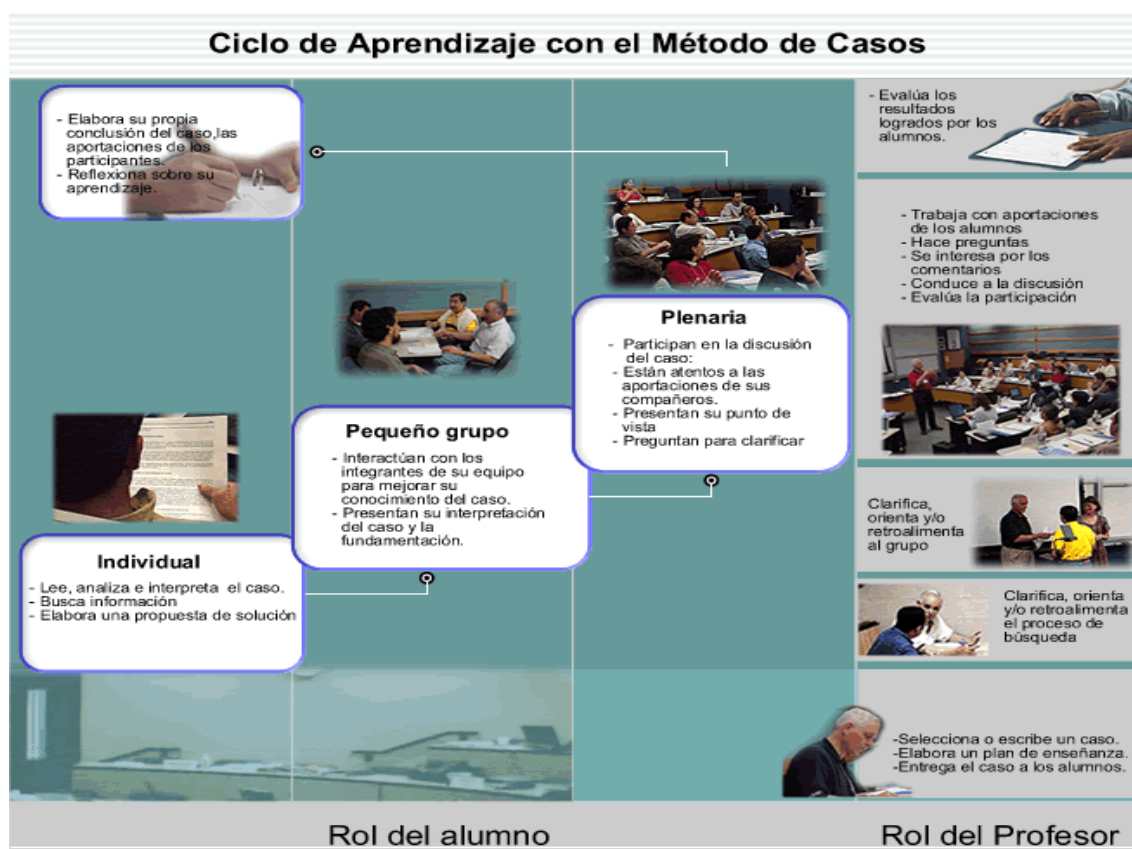 Ciclo de Aprendizaje con el Método de Casos
- Elabora su propia
conclusión del caso,las
aportaciones de los
participantes.
- Reflexiona sobre su
aprendizaje.
Individual
- Lee, analiza e interpreta el caso.
- Busca información
- Elabora una propuesta de solución
Pequeño grupo
- Interactúan con los
integrantes de su equipo
para mejorar su
conocimiento del caso.
- Presentan su interpretación
del caso y la
fundamentación.
Plenaria
- Participan en la discusión
del caso:
- Están atentos a las
aportaciones de sus
compañeros.
- Presentan su punto de
vista
- Preguntan para clarificar
- Evalúa los
resultados
logrados por los
alumnos.
- Trabaja con aportaciones
de los alumnos
- Hace preguntas
- Se interesa por los
comentarios
- Conduce a la discusión
- Evalúa la participación
Clarifica,
orienta y/o
retroalimenta
al grupo
Clarifica, orienta
y/o retroalimenta
el proceso de
búsqueda
-Selecciona o escribe un caso.
-Elabora un plan de enseñanza.
-Entrega el caso a los alumnos.
Rol del alumno
Rol del Profesor